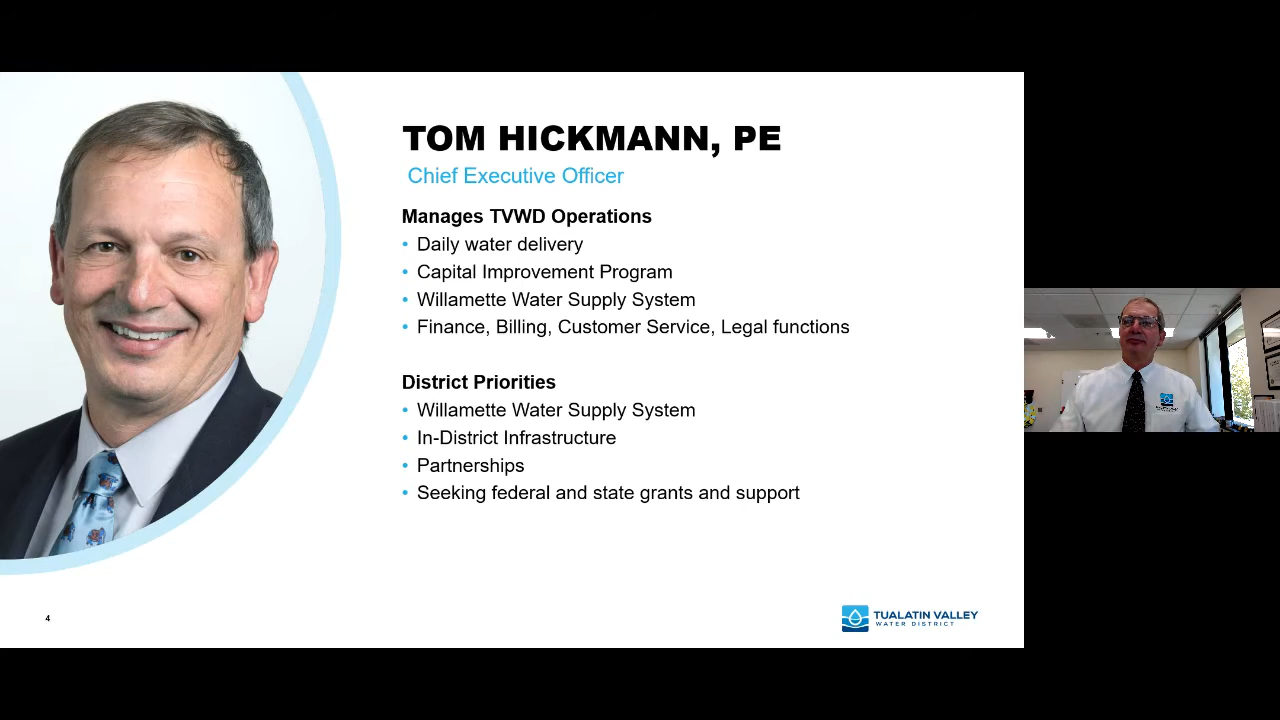 TOM HICKMANN, PE
Chief Executive Officer
Manages TVWD Operations
• Daily water delivery
• Capital Improvement Program
• Willamette Water Supply System
• Finance, Billing, Customer Service, Legal functions
District Priorities
• Willamette Water Supply System
• In-District Infrastructure
• Partnerships
• Seeking federal and state grants and support
4
TUALATIN VALLEY
WATER DISTRICT